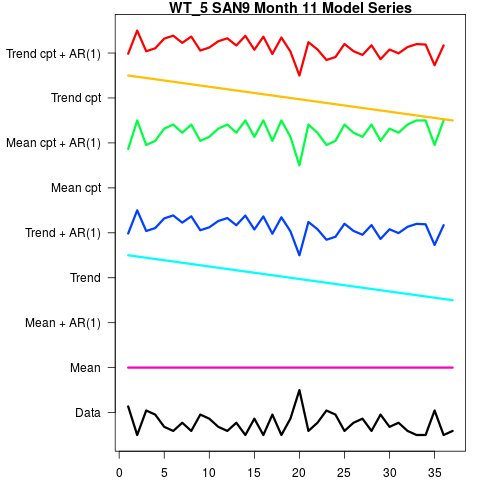 WT_5 SAN9 Month 11 Model Series
Trend cpt + AR(1)
Trend cpt
Mean cpt + AR(1)
Mean cpt
Trend + AR(1)
Trend
Mean + AR(1)
Mean
Data
0 5 10 15 20 25 30 35